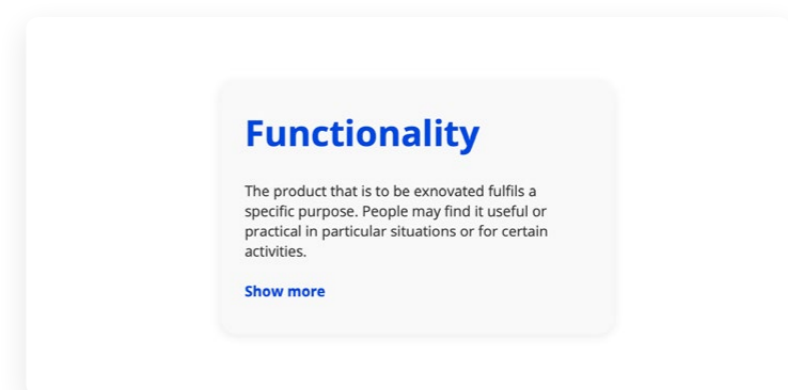 Functionality
The product that is to be exnovated fulfils a
specific purpose. People may find it useful or
practical in particular situations or for certain
activities.
Show more